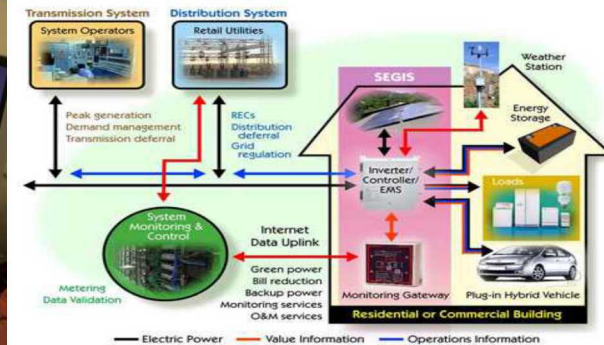 Transmission System
Distribution System
System Operators
Retail Utilities
Peak generation
Demand management
Transmission deferral
RECs
Distribution
deferral
Grid
regulation
SEGIS
Weather
Station
Energy
Storage
Inverter/
Controller/
EMS
Loads
System
Monitoring &
Control
Internet
Data Uplink
Green power
Bill reduction
Backup power
Monitoring services
O&M services
Metering
Data Validation
Monitoring Gateway
Plug-in Hybrid Vehicle
Residential or Commercial Building
Electric Power
Value Information
Operations Information